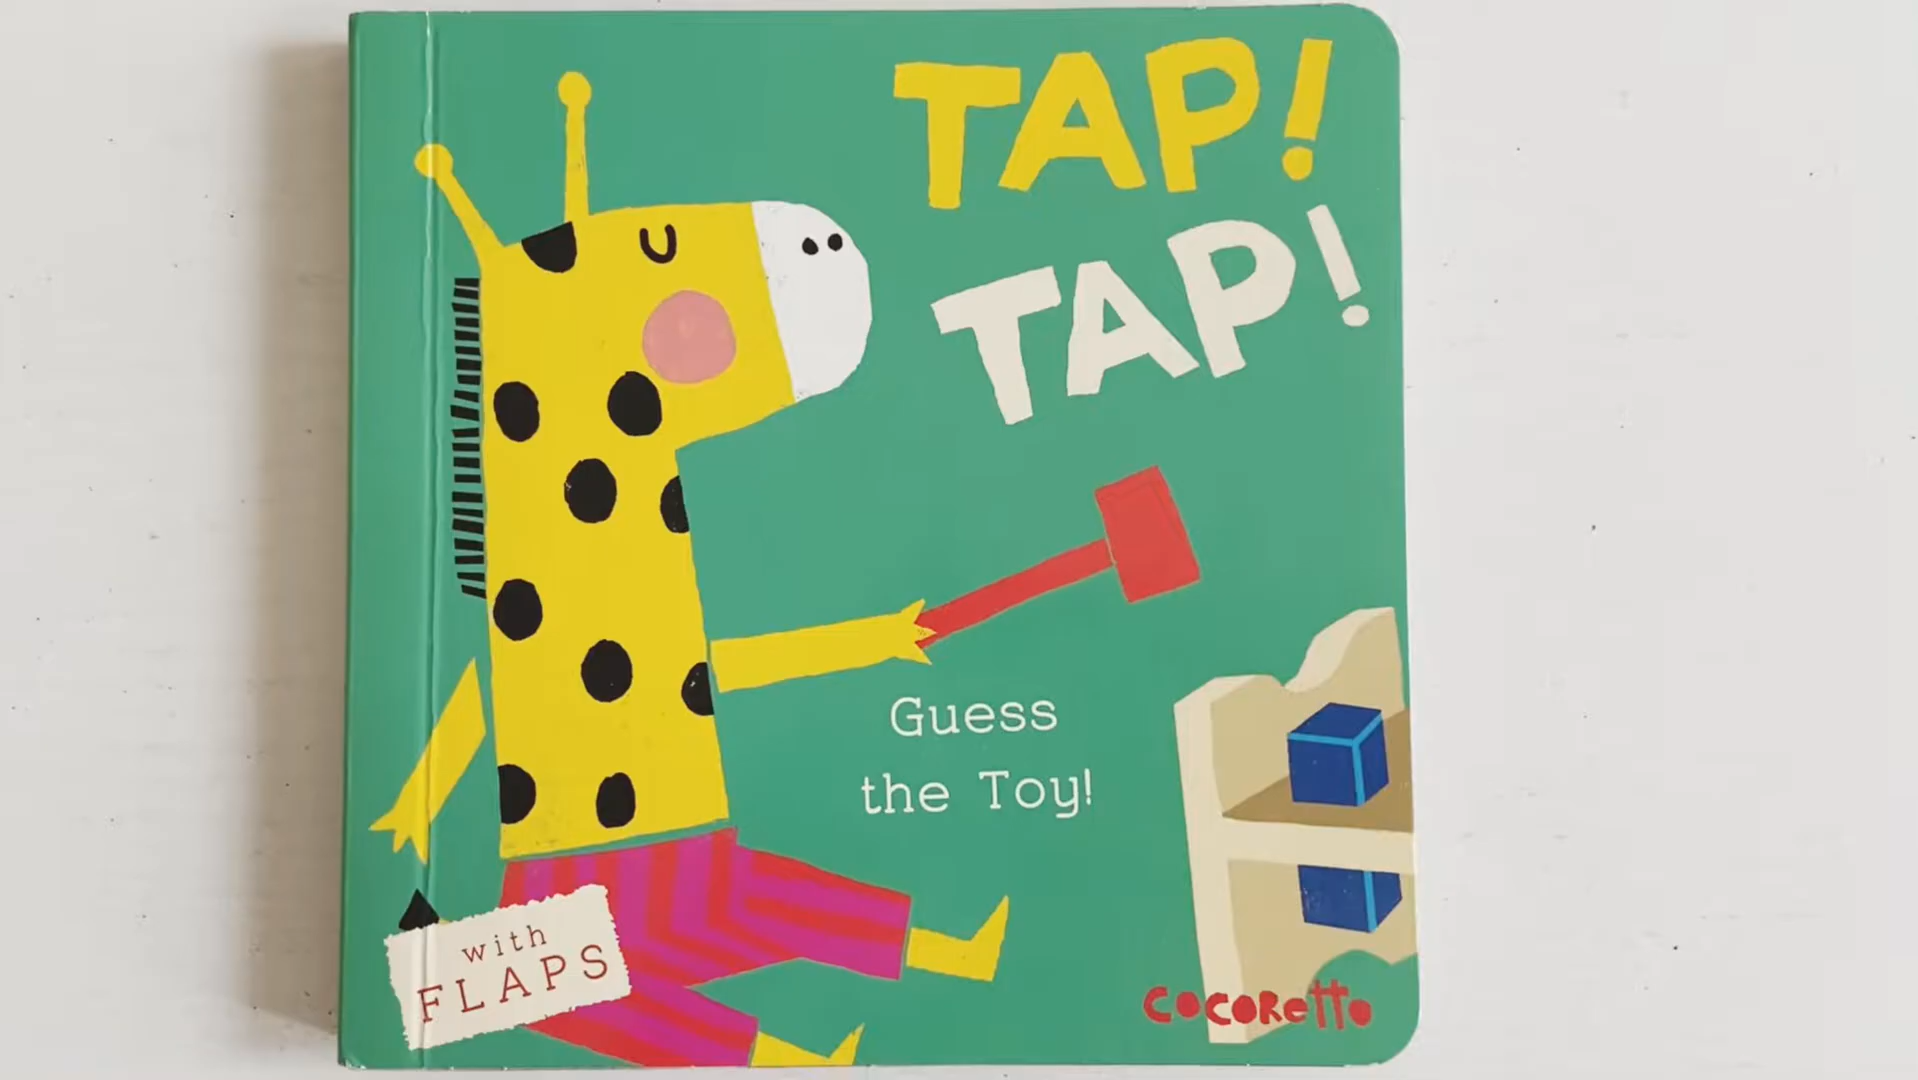 TAP!
TAP!
Guess
the Toy!
with
FLAPS
COCOReTTO